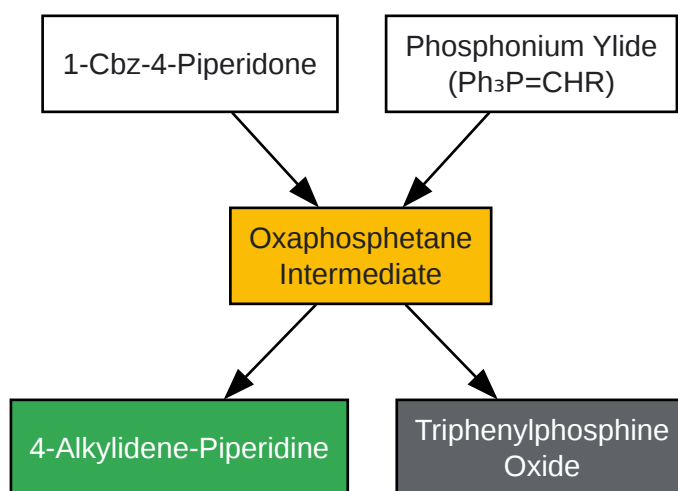 1-Cbz-4-Piperidone
Phosphonium Ylide
(Ph₃P=CHR)
Oxaphosphetane
Intermediate
4-Alkylidene-Piperidine
Triphenylphosphine
Oxide